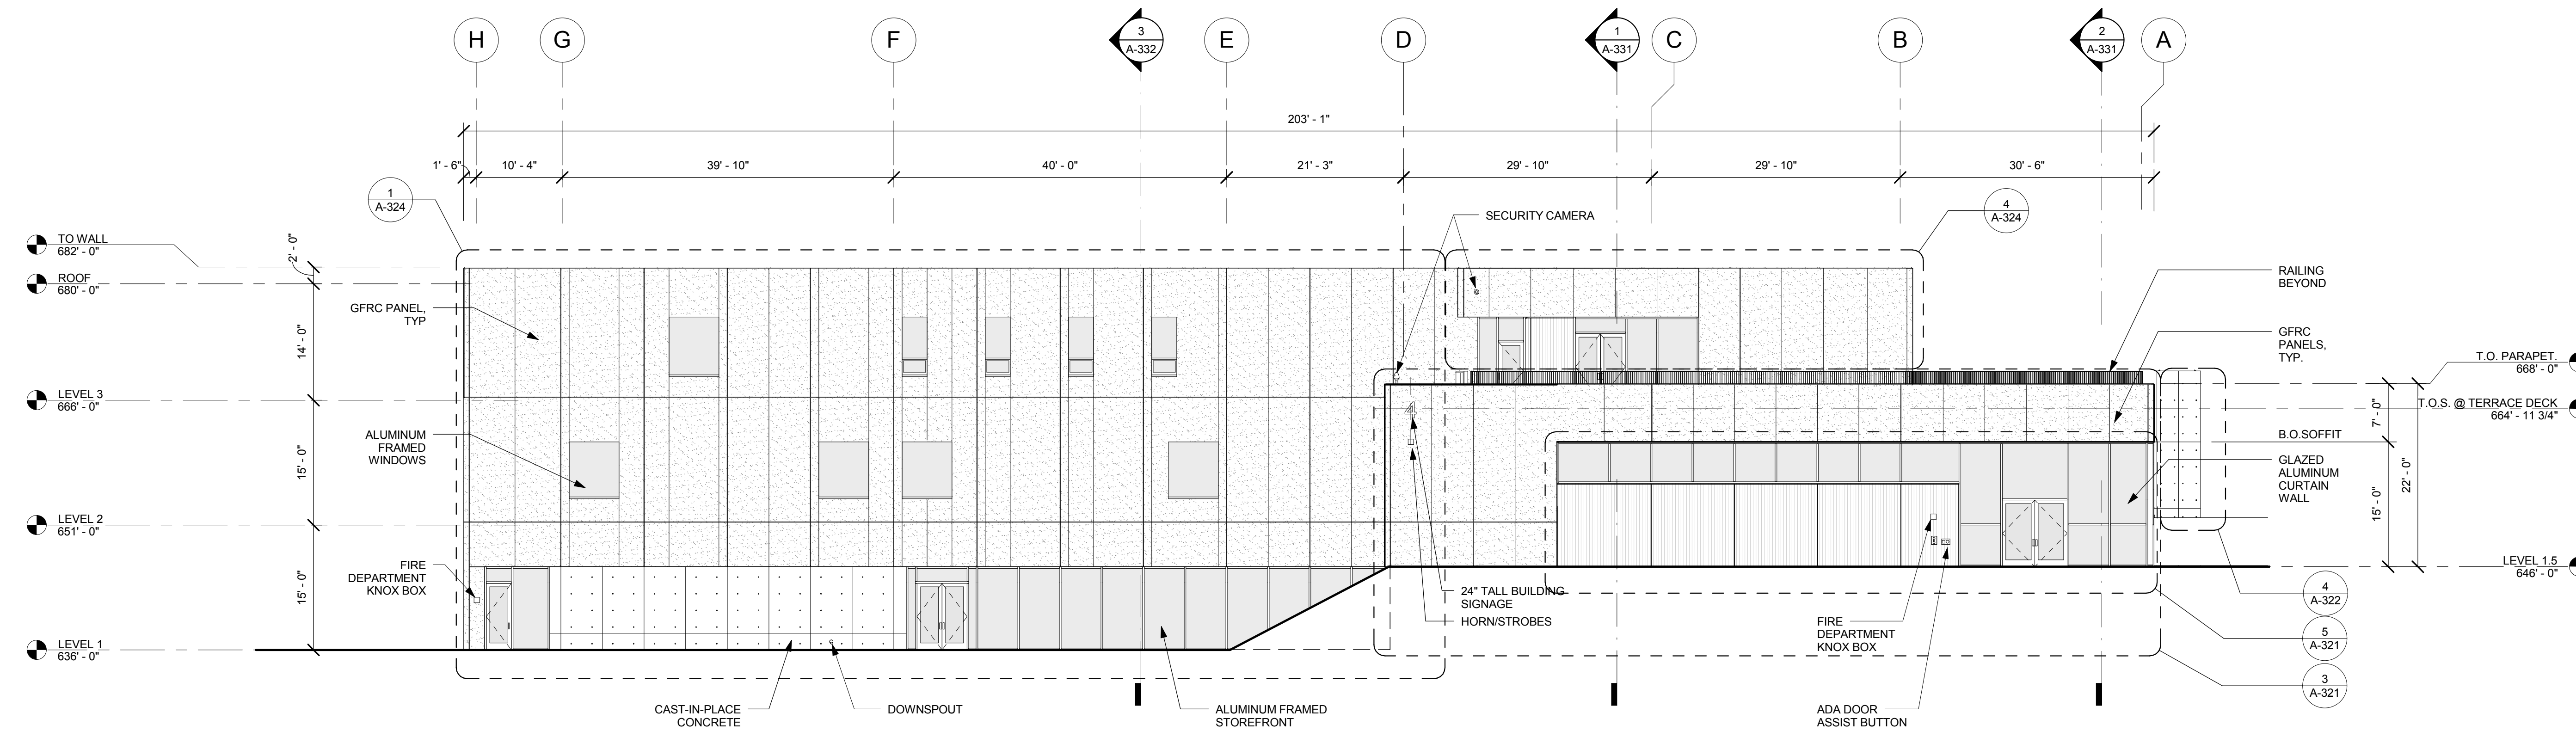 H
G
F
3
A-332
E
D
1
A-331
C
B
2
A-331
A
203' - 1"
1' - 6"
10' - 4"
39' - 10"
40' - 0"
21' - 3"
29' - 10"
29' - 10"
30' - 6"
1
A-324
4
A-324
SECURITY CAMERA
TO WALL
682' - 0"
ROOF
680' - 0"
LEVEL 3
666' - 0"
LEVEL 2
651' - 0"
LEVEL 1
636' - 0"
2' - 0"
14' - 0"
15' - 0"
15' - 0"
GFRC PANEL,
TYP
ALUMINUM
FRAMED
WINDOWS
FIRE
DEPARTMENT
KNOX BOX
4
RAILING
BEYOND
GFRC
PANELS,
TYP.
T.O. PARAPET.
668' - 0"
T.O.S. @ TERRACE DECK
664' - 11 3/4"
B.O.SOFFIT
GLAZED
ALUMINUM
CURTAIN
WALL
7' - 0"
15' - 0"
22' - 0"
LEVEL 1.5
646' - 0"
24" TALL BUILDING
SIGNAGE
HORN/STROBES
FIRE
DEPARTMENT
KNOX BOX
4
A-322
5
A-321
3
A-321
CAST-IN-PLACE
CONCRETE
DOWNSPOUT
ALUMINUM FRAMED
STOREFRONT
ADA DOOR
ASSIST BUTTON